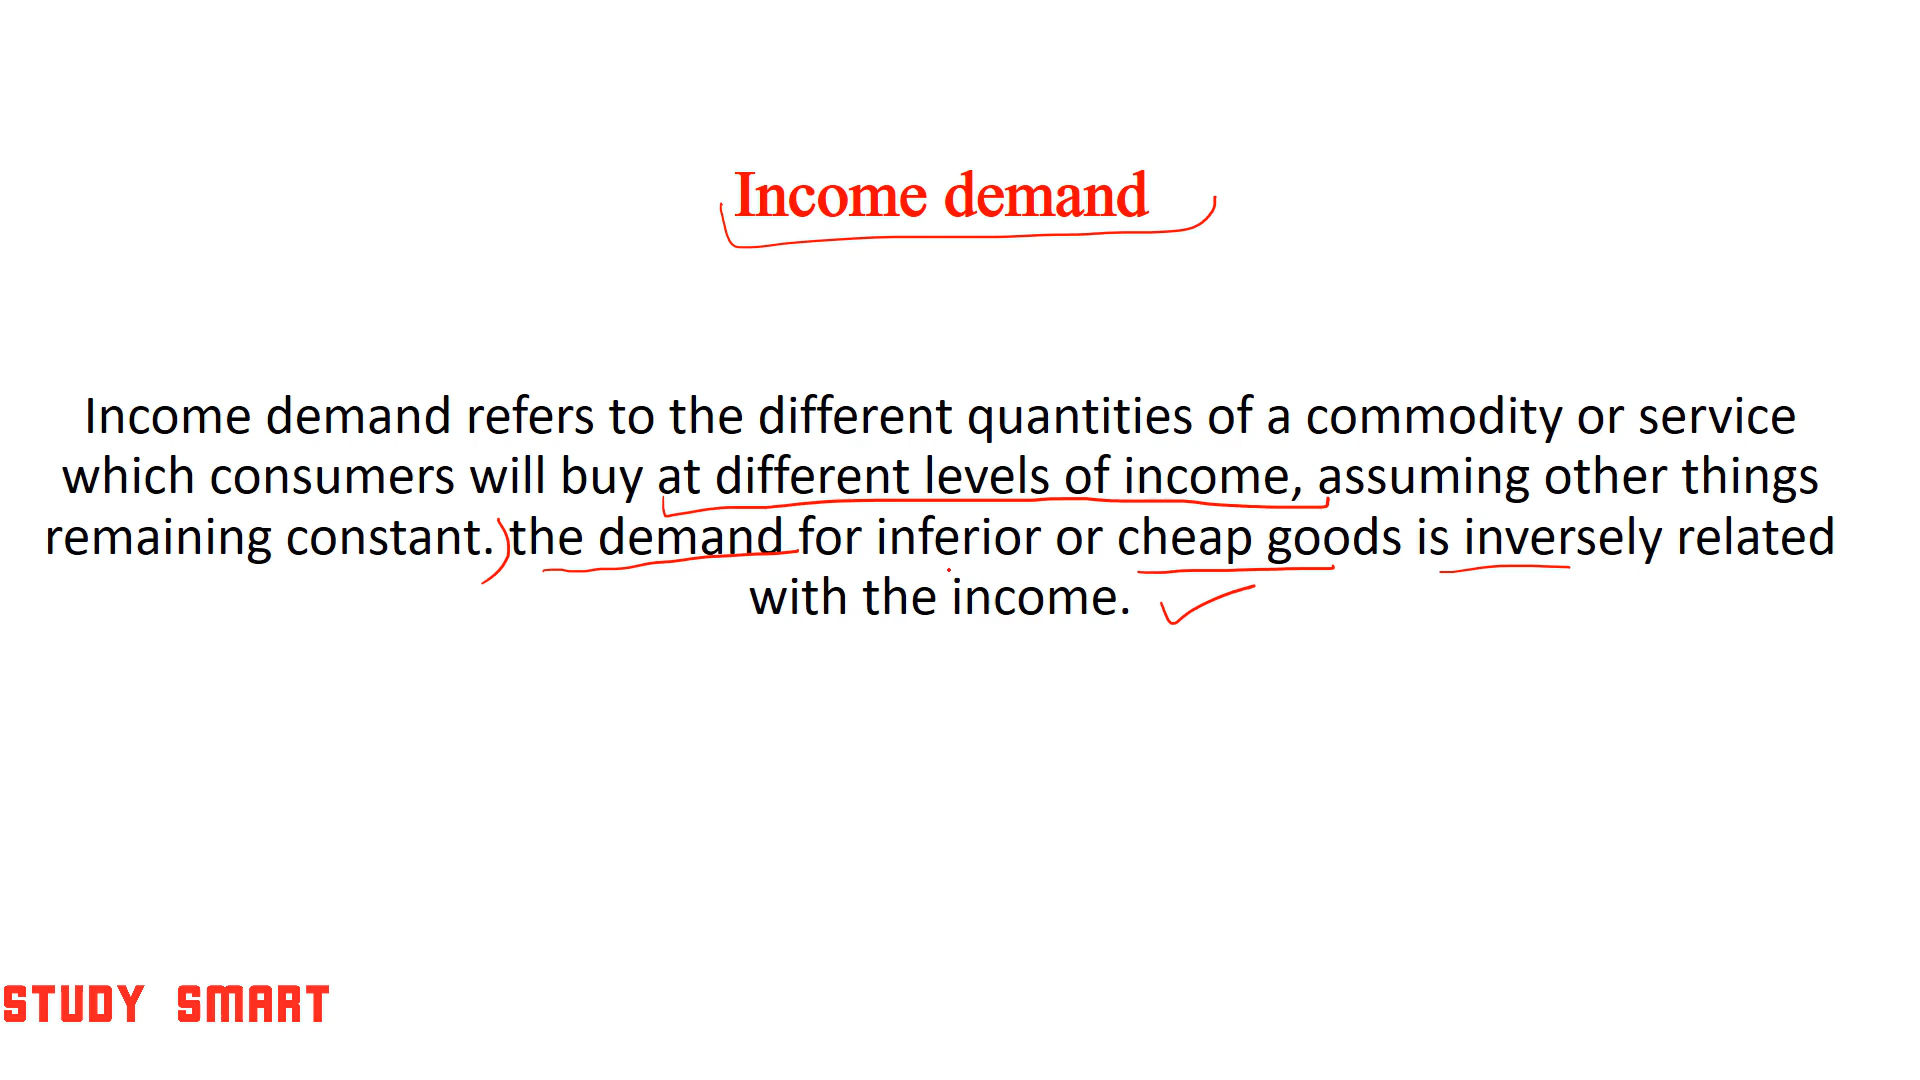 Income demand
Income demand refers to the different quantities of a commodity or service
which consumers will buy at different levels of income, assuming other things
remaining constant. the demand for inferior or cheap goods is inversely related
with the income.
STUDY SMART